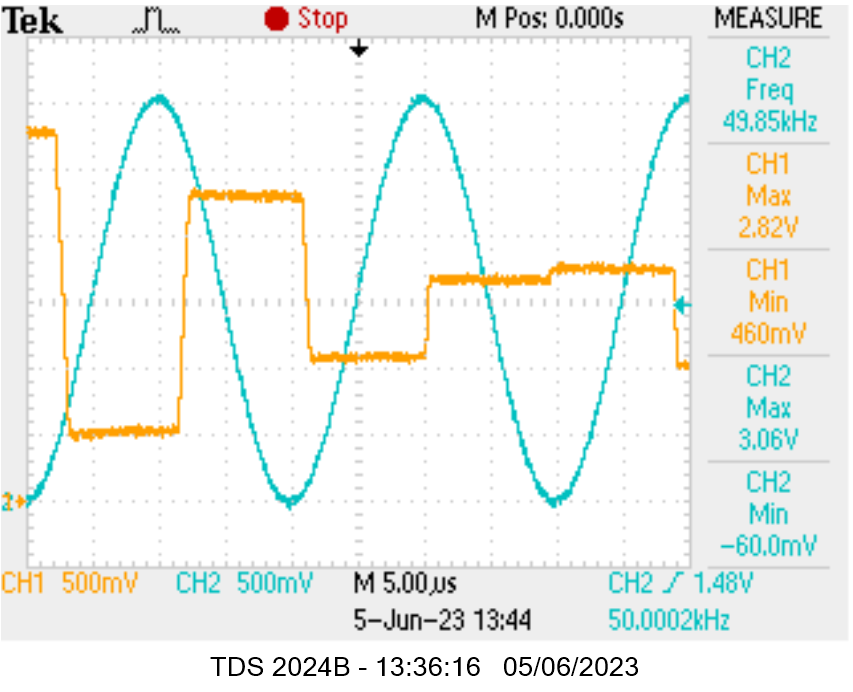 Tek Stop M Pos: 0.000s MEASURE
CH2
Freq
49.85kHz
CH1
Max
2.82V
CH1
Min
460mV
CH2
Max
3.06V
CH2
Min
-60.0mV
2
CH1 500mV CH2 500mV M 5.00µs CH2 1.48V
5-Jun-23 13:44 50.0002kHz
TDS 2024B - 13:36:16 05/06/2023